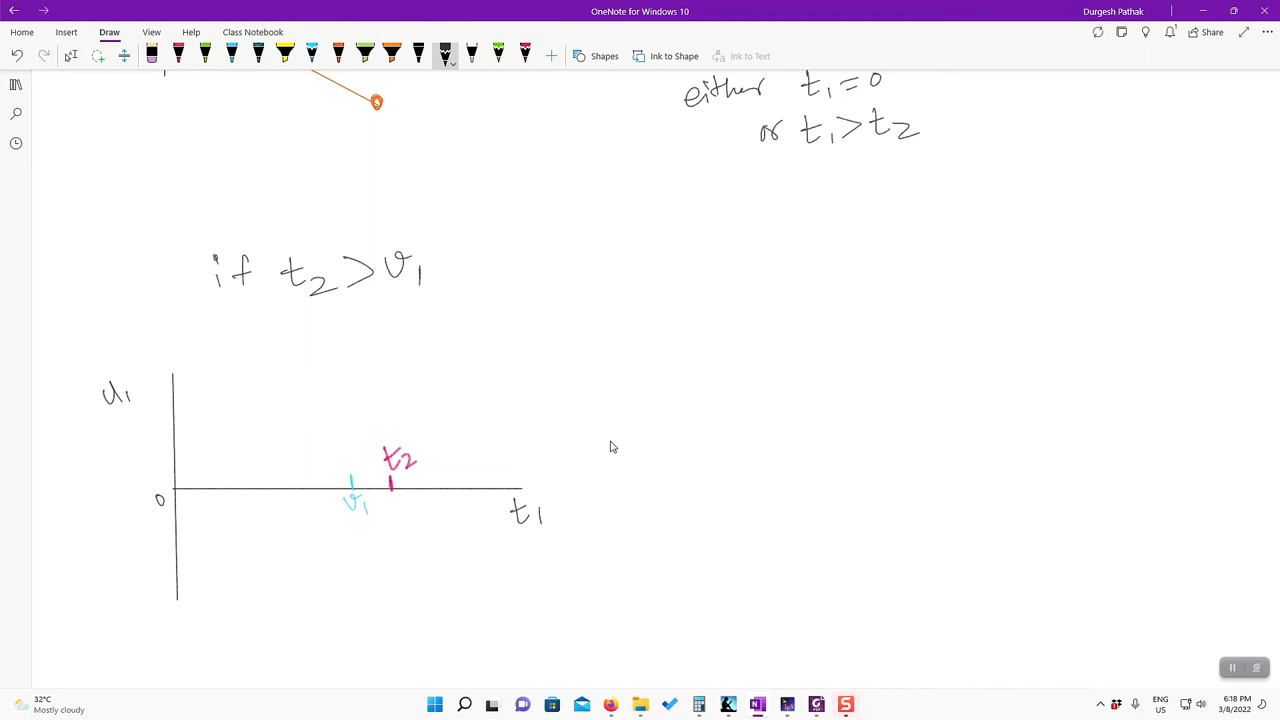 OneNote for Windows 10
Durgesh Pathak
Home Insert Draw View Help Class Notebook
Share
Shapes Ink to Shape Ink to Text
either t₁ = 0
or t₁ > t₂
if t₂ > v₁
u₁
t₂
0
v₁
t₁
32°C
Mostly cloudy
ENG
US
6:18 PM
3/8/2022